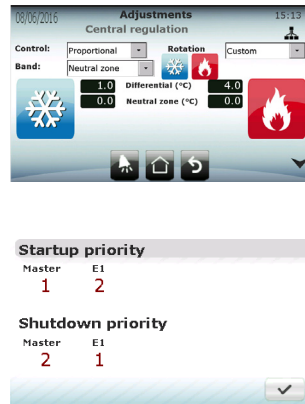 08/06/2016 Adjustments 15:13
Central regulation
Control: Proportional Rotation Custom
Band: Neutral zone
1.0 Differential (°C) 4.0
0.0 Neutral zone (°C) 0.0
Startup priority
Master E1
1 2
Shutdown priority
Master E1
2 1